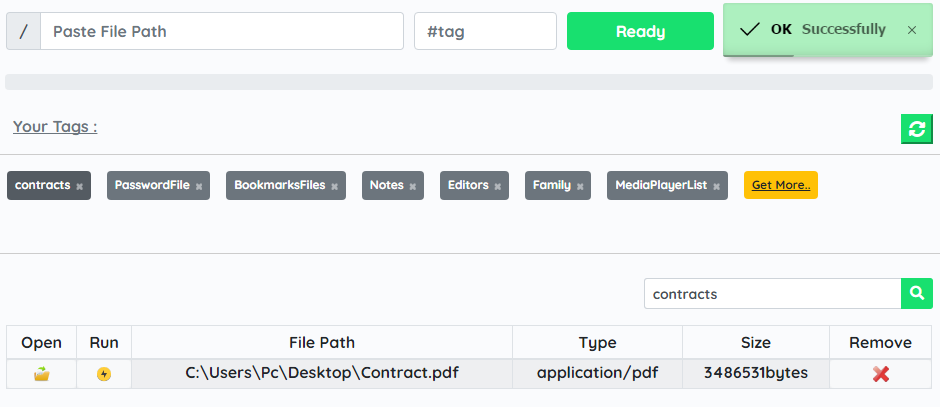 / Paste File Path #tag Ready OK Successfully ×
Your Tags :
contracts × PasswordFile × BookmarksFiles × Notes × Editors × Family × MediaPlayerList × Get More..
contracts
Open Run File Path Type Size Remove
C:\Users\Pc\Desktop\Contract.pdf application/pdf 3486531bytes